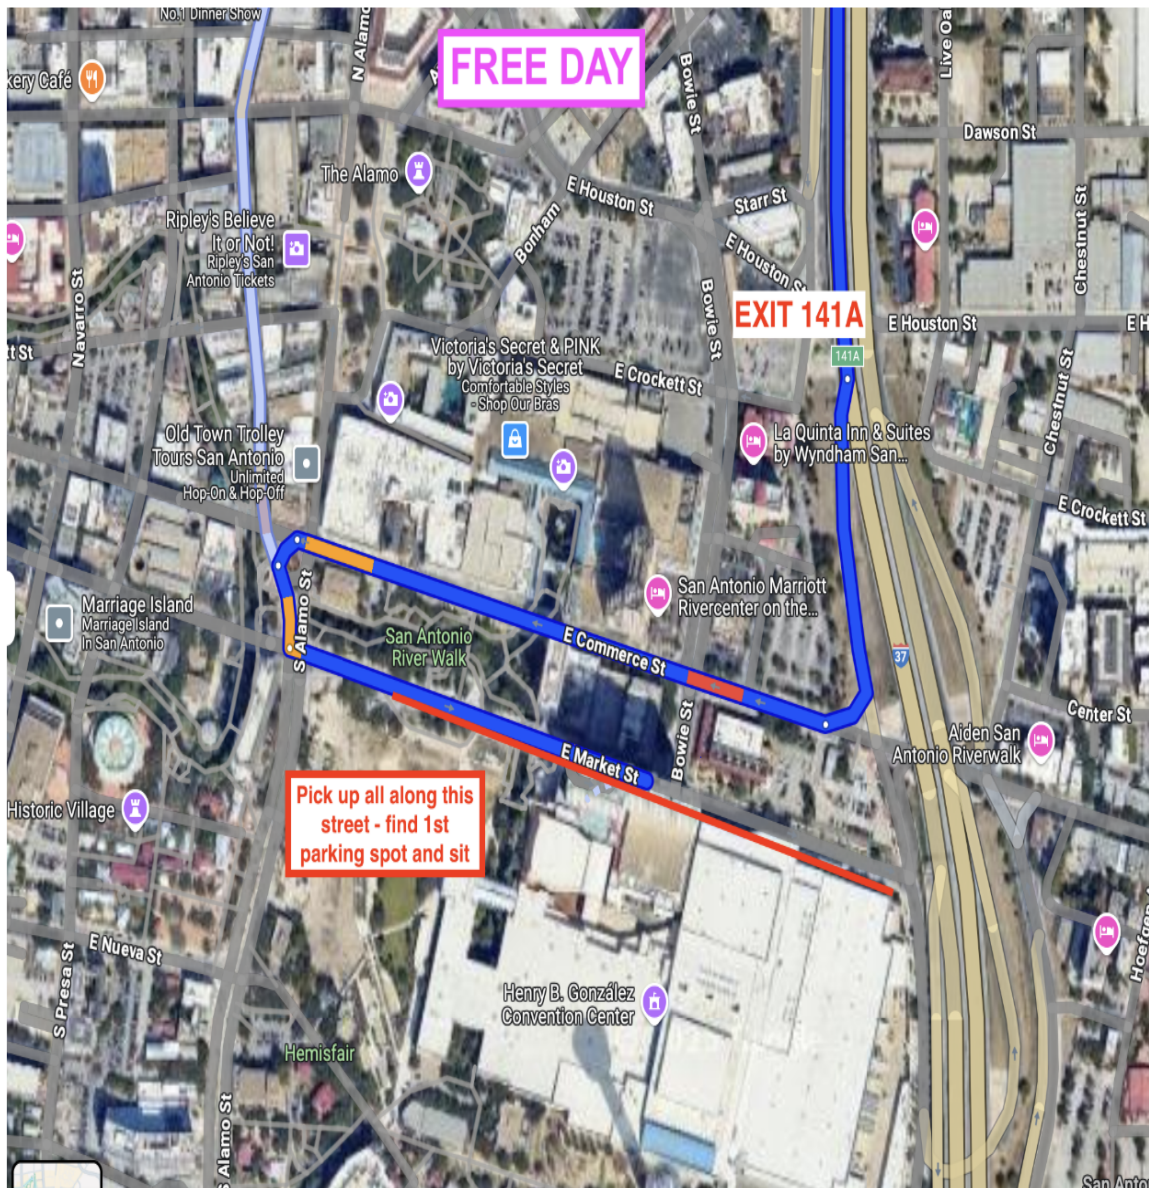 No.1 Dinner Show
N Alamo
FREE DAY
Bowie St
Live Oa
kery Café
Dawson St
The Alamo
E Houston St
Starr St
Chestnut St
Ripley's Believe
It or Not!
Ripley's San
Antonio Tickets
Bonham
E Houston St
Navarro St
Bowie St
EXIT 141A
E Houston St
E H
tt St
Victoria's Secret & PINK
by Victoria's Secret
Comfortable Styles
- Shop Our Bras
141A
E Crockett St
Chestnut St
Old Town Trolley
Tours San Antonio
Unlimited
Hop-On & Hop-Off
La Quinta Inn & Suites
by Wyndham San...
E Crockett St
San Antonio Marriott
Rivercenter on the...
Marriage Island
Marriage Island
In San Antonio
S Alamo St
San Antonio
River Walk
E Commerce St
37
Center St
Bowie St
Aiden San
Antonio Riverwalk
E Market St
Historic Village
Pick up all along this
street - find 1st
parking spot and sit
E Nueva St
S Presa St
Hoefgen A
Henry B. González
Convention Center
Hemisfair
S Alamo St
San Anto